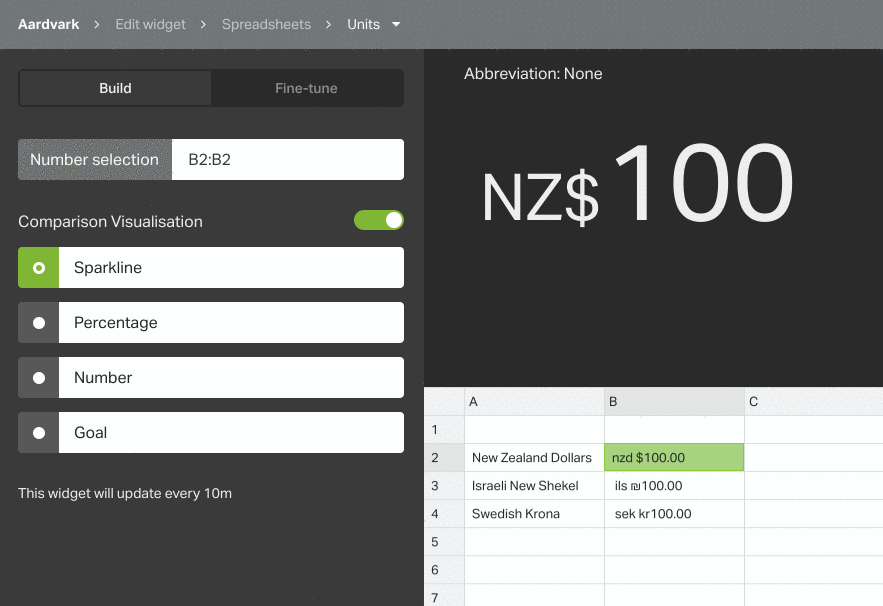 Aardvark > Edit widget > Spreadsheets > Units
Build
Fine-tune
Number selection
B2:B2
Comparison Visualisation
Sparkline
Percentage
Number
Goal
This widget will update every 10m
Abbreviation: None
NZ$100
A B C
1
2 New Zealand Dollars nzd $100.00
3 Israeli New Shekel ils ₪100.00
4 Swedish Krona sek kr100.00
5
6
7